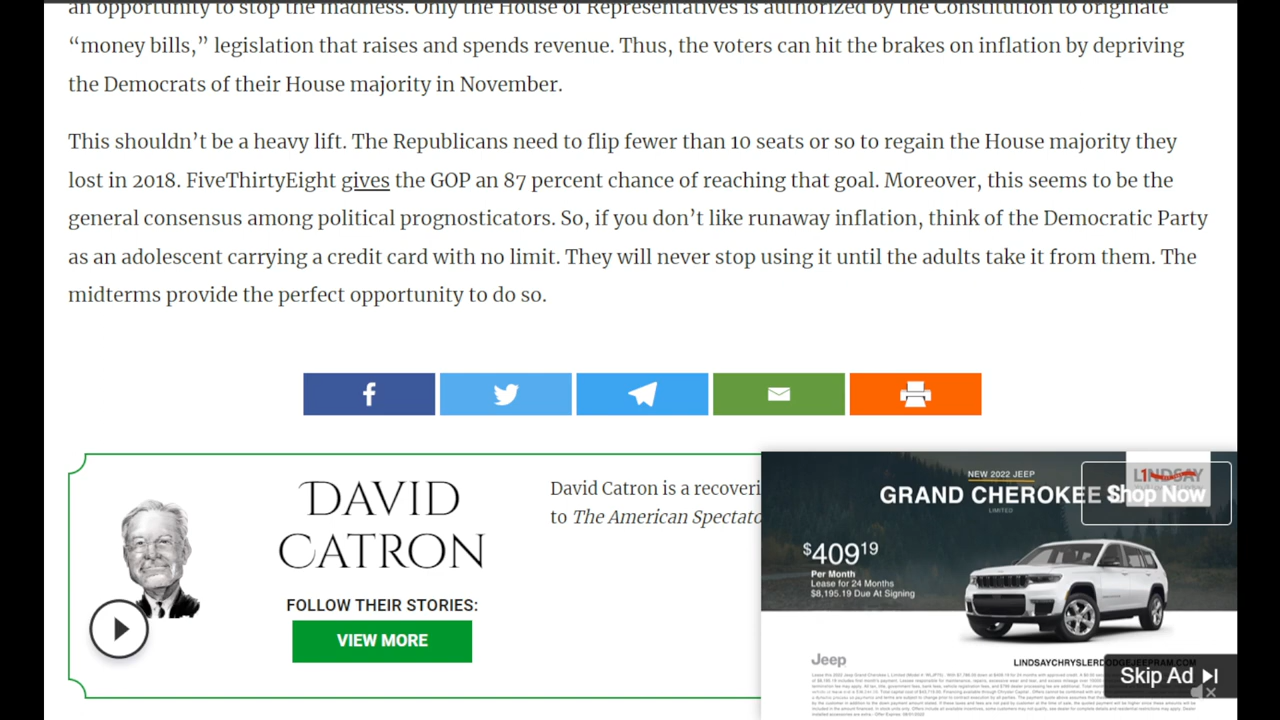 an opportunity to stop the madness. Only the House of Representatives is authorized by the Constitution to originate
“money bills,” legislation that raises and spends revenue. Thus, the voters can hit the brakes on inflation by depriving
the Democrats of their House majority in November.
This shouldn’t be a heavy lift. The Republicans need to flip fewer than 10 seats or so to regain the House majority they
lost in 2018. FiveThirtyEight gives the GOP an 87 percent chance of reaching that goal. Moreover, this seems to be the
general consensus among political prognosticators. So, if you don’t like runaway inflation, think of the Democratic Party
as an adolescent carrying a credit card with no limit. They will never stop using it until the adults take it from them. The
midterms provide the perfect opportunity to do so.
DAVID
CATRON
FOLLOW THEIR STORIES:
VIEW MORE
David Catron is a recoveri
to The American Spectato
NEW 2022 JEEP
GRAND CHEROKEE
LIMITED
LINDSAY
Shop Now
$40919
Per Month
Lease for 24 Months
$8,195.19 Due At Signing
Jeep
LINDSAYCHRYSLERDODGEJEEPRAM.COM
Skip Ad